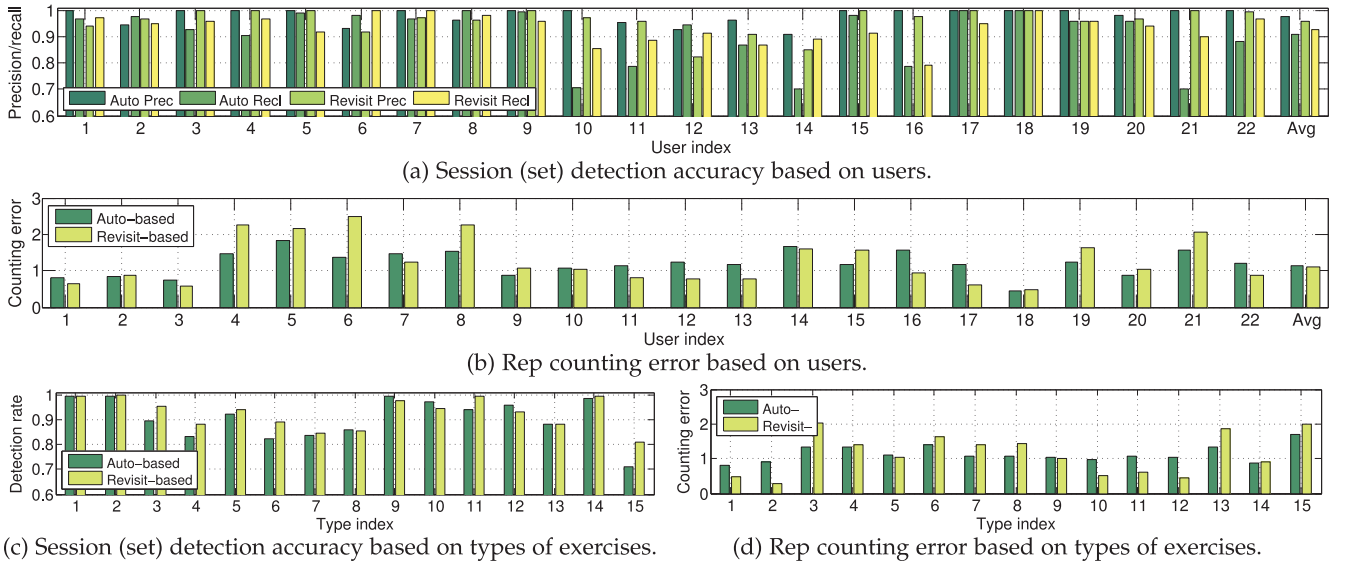 Precision/recall
1
0.9
0.8
0.7
0.6
Auto Prec Auto Recl Revisit Prec Revisit Recl
1 2 3 4 5 6 7 8 9 10 11 12 13 14 15 16 17 18 19 20 21 22 Avg
User index
(a) Session (set) detection accuracy based on users.
Counting error
3
2
1
0
Auto-based
Revisit-based
1 2 3 4 5 6 7 8 9 10 11 12 13 14 15 16 17 18 19 20 21 22 Avg
User index
(b) Rep counting error based on users.
Detection rate
1
0.9
0.8
0.7
0.6
Auto-based
Revisit-based
1 2 3 4 5 6 7 8 9 10 11 12 13 14 15
Type index
(c) Session (set) detection accuracy based on types of exercises.
Counting error
3
2
1
0
Auto-
Revisit-
1 2 3 4 5 6 7 8 9 10 11 12 13 14 15
Type index
(d) Rep counting error based on types of exercises.